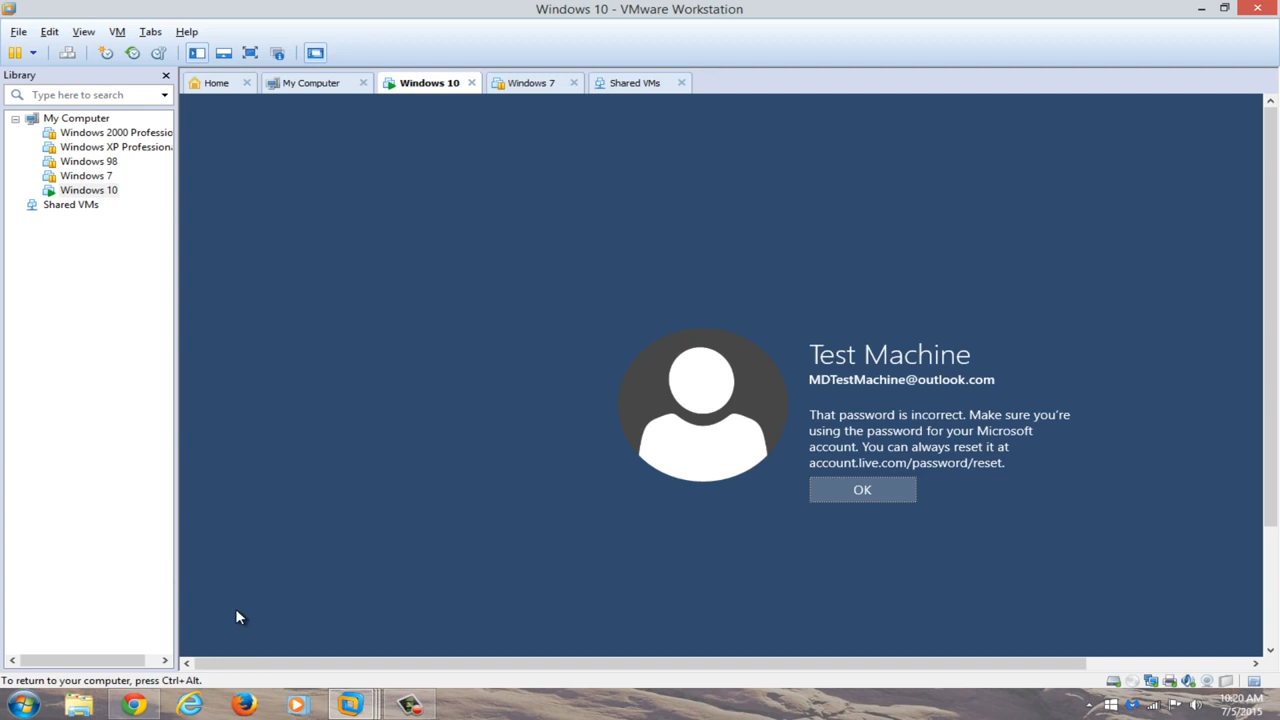 Windows 10 - VMware Workstation
File Edit View VM Tabs Help
Library
Type here to search
Home
My Computer
Windows 10
Windows 7
Shared VMs
My Computer
Windows 2000 Professio
Windows XP Profession
Windows 98
Windows 7
Windows 10
Shared VMs
Test Machine
MDTestMachine@outlook.com
That password is incorrect. Make sure you're
using the password for your Microsoft
account. You can always reset it at
account.live.com/password/reset.
OK
To return to your computer, press Ctrl+Alt.
10:20 AM
7/5/2015